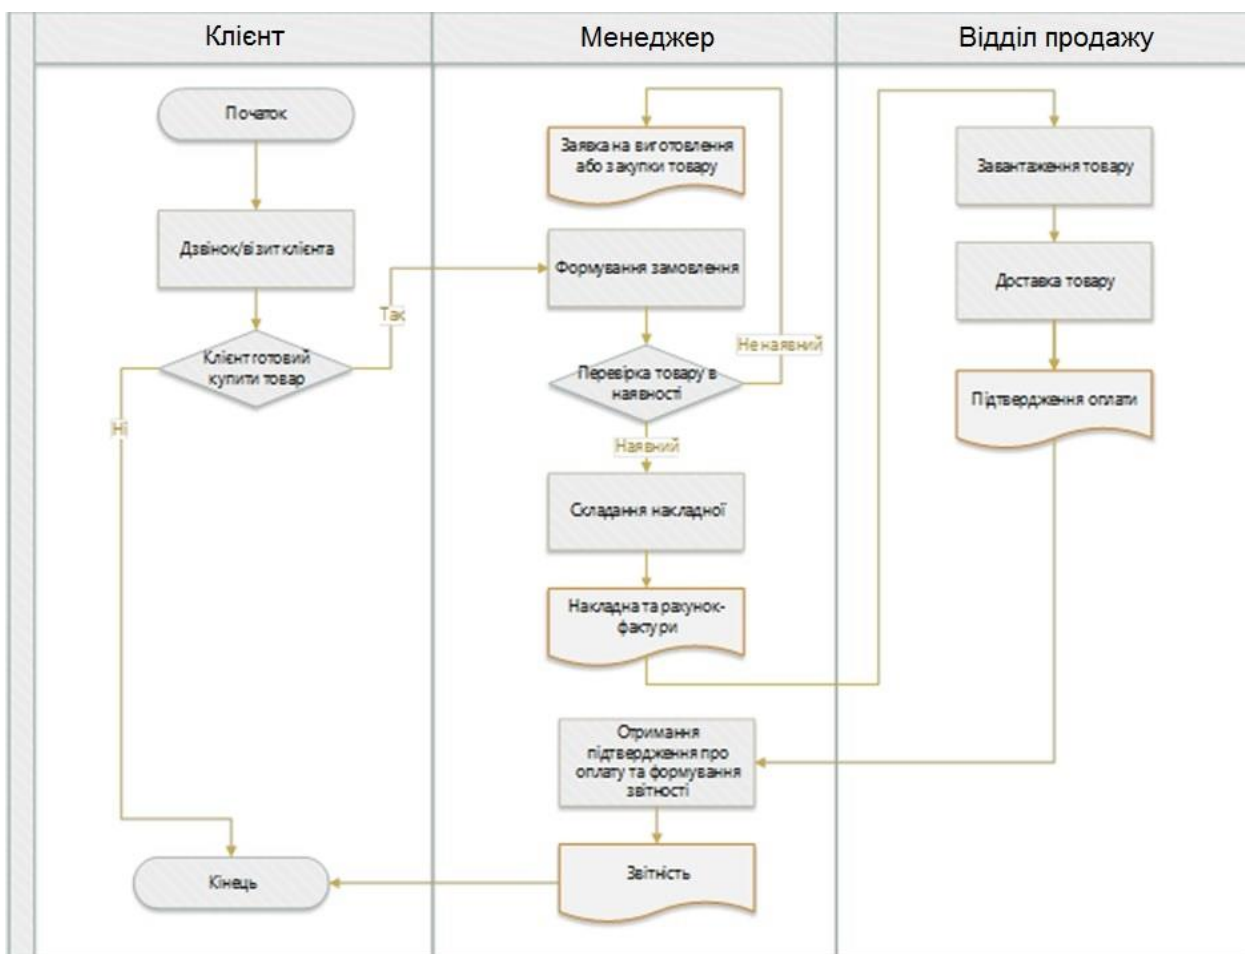 Клієнт
Менеджер
Відділ продажу
Початок
Дзвінок/візит клієнта
Клієнт готовий
купити товар
Так
Ні
Заявка на виготовлення
або закупки товару
Формування замовлення
Перевірка товару в
наявності
Не наявний
Наявний
Складання накладної
Накладна та рахунок-
фактури
Завантаження товару
Доставка товару
Підтвердження оплати
Отримання
підтвердження про
оплату та формування
звітності
Звітність
Кінець